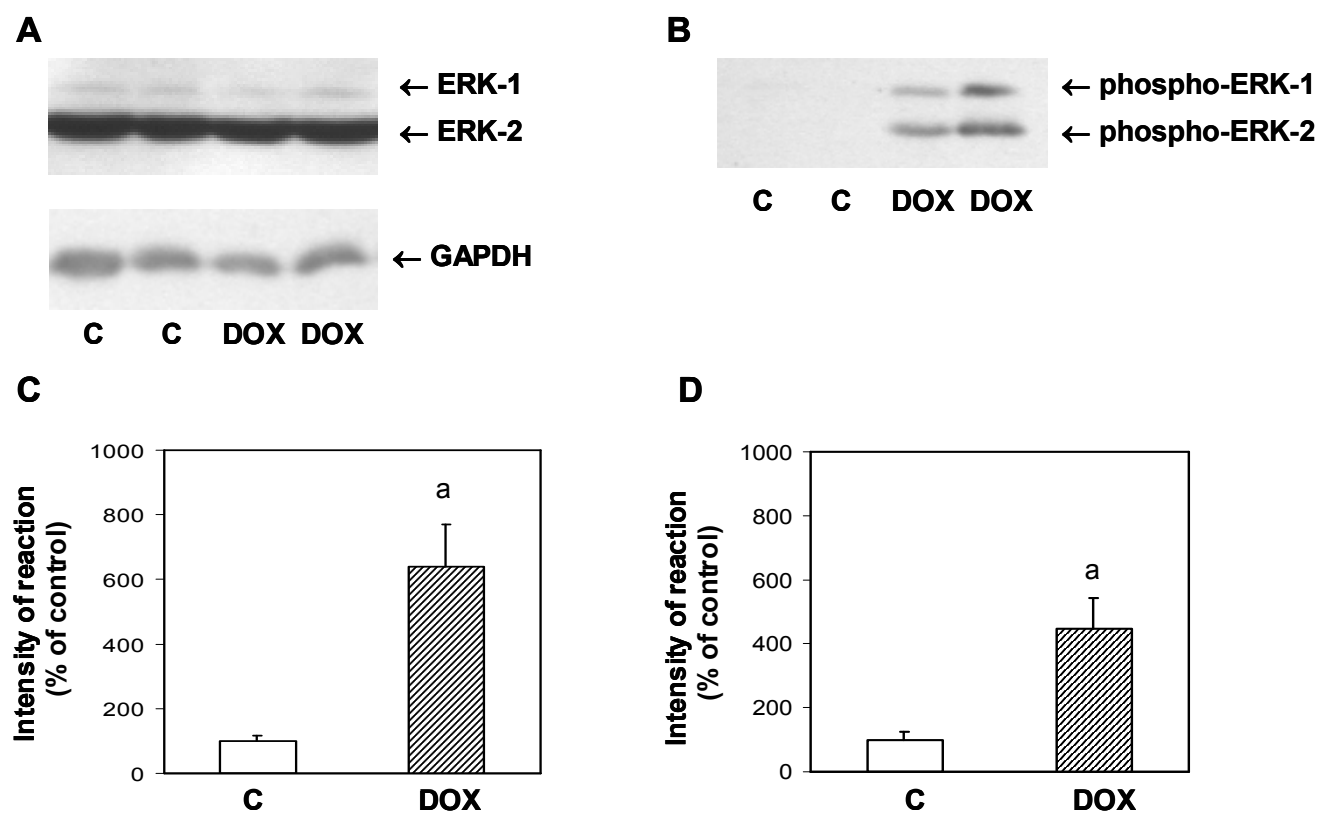 A
← ERK-1
← ERK-2
← GAPDH
C C DOX DOX
B
← phospho-ERK-1
← phospho-ERK-2
C C DOX DOX
C
Intensity of reaction
(% of control)
1000
800
600
400
200
0
a
C DOX
D
Intensity of reaction
(% of control)
1000
800
600
400
200
0
a
C DOX